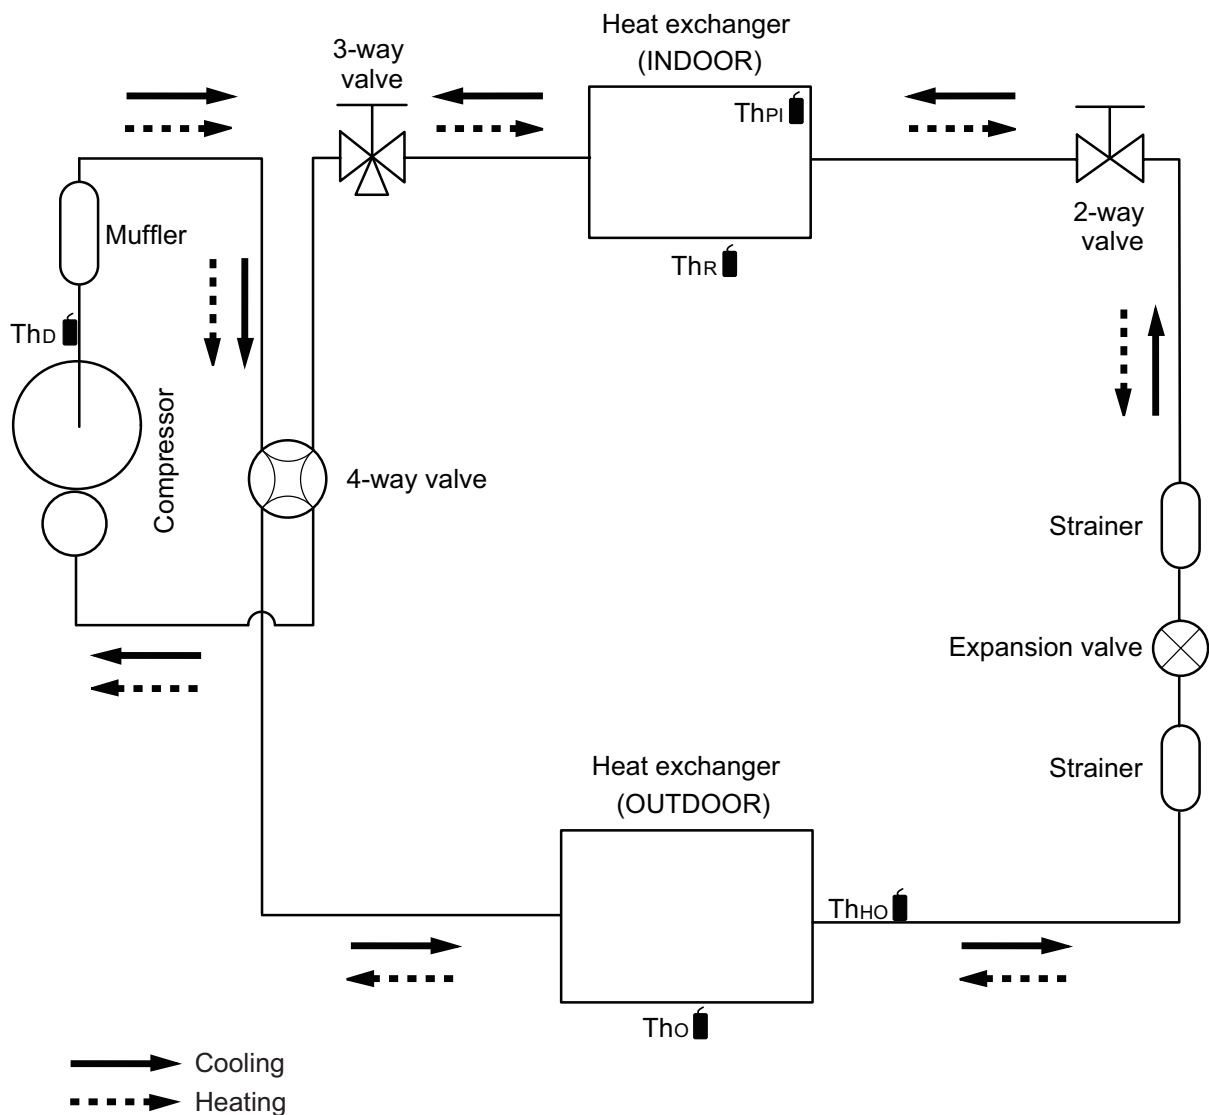 Heat exchanger
(INDOOR)
3-way
valve
ThPI
ThR
2-way
valve
Muffler
ThD
Compressor
4-way valve
Strainer
Expansion valve
Strainer
Heat exchanger
(OUTDOOR)
ThHO
ThO
Cooling
Heating